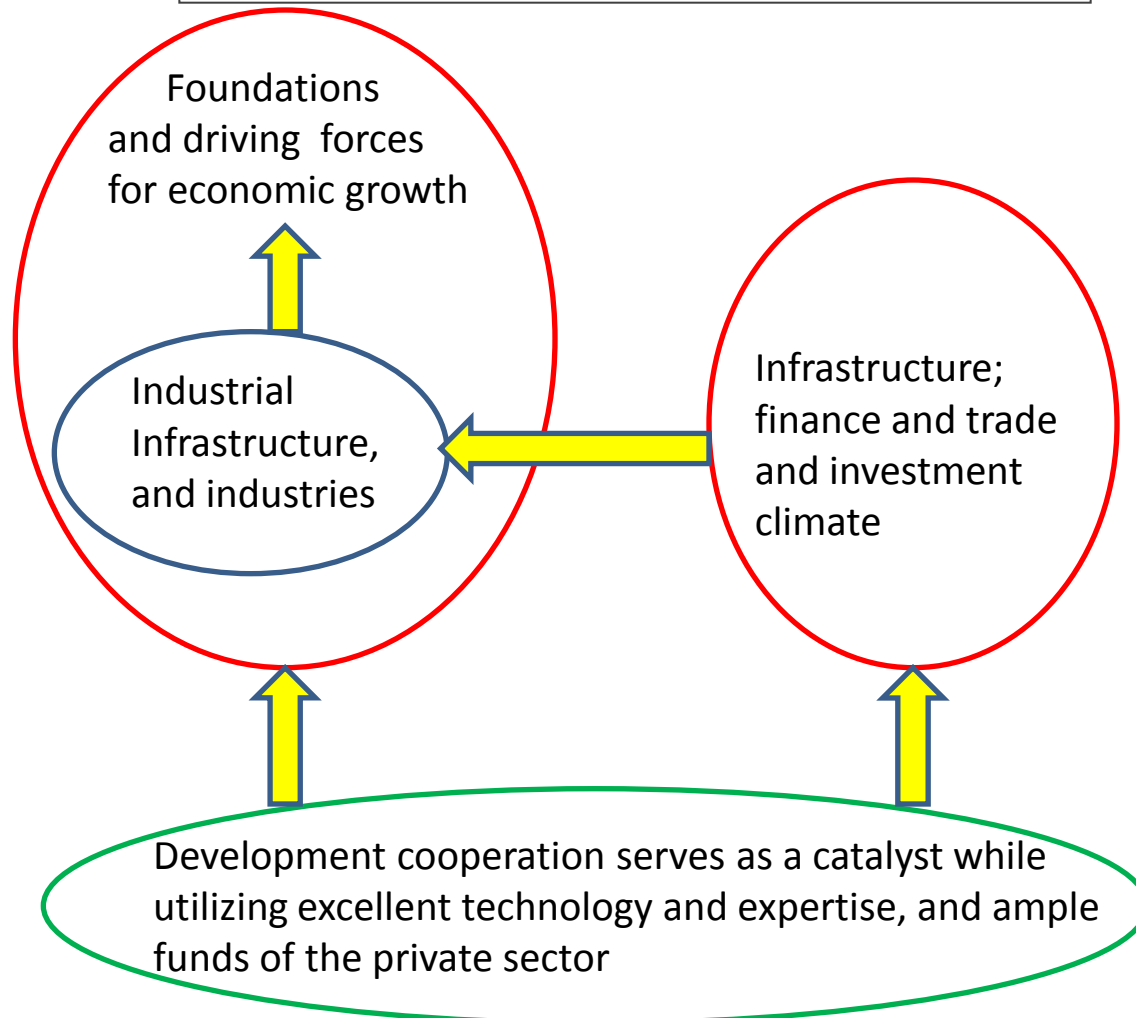 Foundations
and driving forces
for economic growth
Industrial
Infrastructure,
and industries
Infrastructure;
finance and trade
and investment
climate
Development cooperation serves as a catalyst while
utilizing excellent technology and expertise, and ample
funds of the private sector